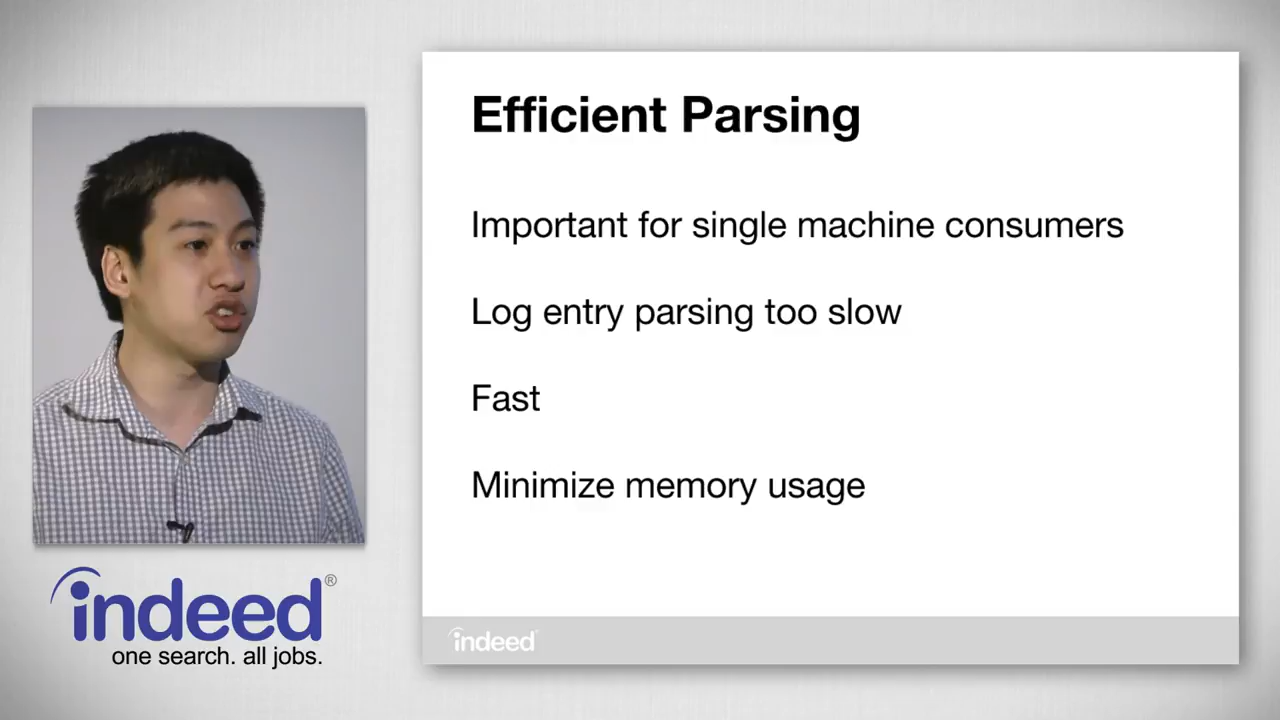 Efficient Parsing
Important for single machine consumers
Log entry parsing too slow
Fast
Minimize memory usage
indeed
indeed®
one search. all jobs.